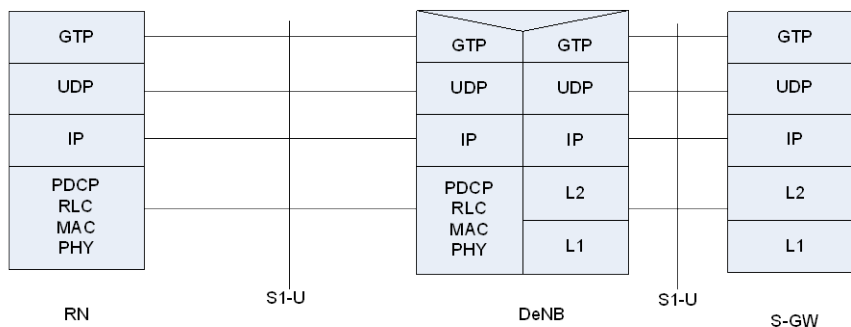 GTP
UDP
IP
PDCP
RLC
MAC
PHY
RN
S1-U
GTP
GTP
UDP
UDP
IP
IP
PDCP
RLC
MAC
PHY
L2
L1
DeNB
S1-U
GTP
UDP
IP
L2
L1
S-GW